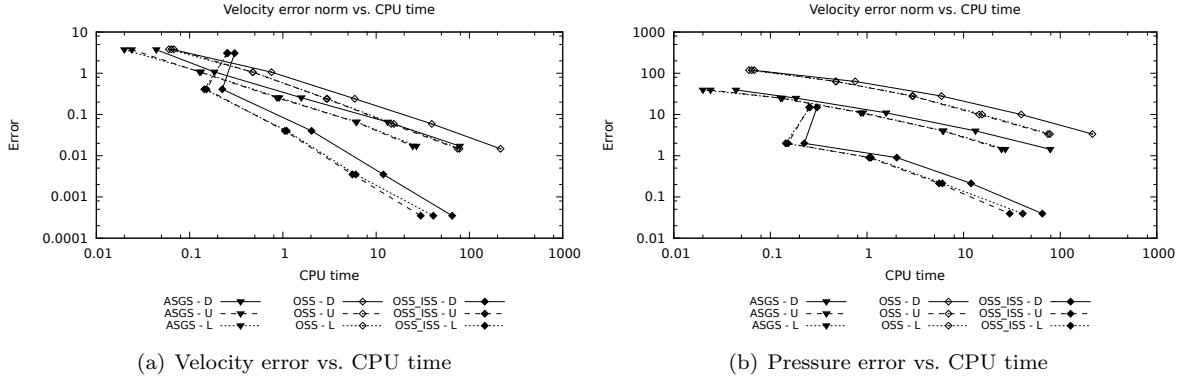 Velocity error norm vs. CPU time
10
1
0.1
0.01
0.001
0.0001
Error
0.01 0.1 1 10 100 1000
CPU time
ASGS - D OSS - D OSS_ISS - D
ASGS - U OSS - U OSS_ISS - U
ASGS - L OSS - L OSS_ISS - L
(a) Velocity error vs. CPU time
Velocity error norm vs. CPU time
1000
100
10
1
0.1
0.01
Error
0.01 0.1 1 10 100 1000
CPU time
ASGS - D OSS - D OSS_ISS - D
ASGS - U OSS - U OSS_ISS - U
ASGS - L OSS - L OSS_ISS - L
(b) Pressure error vs. CPU time